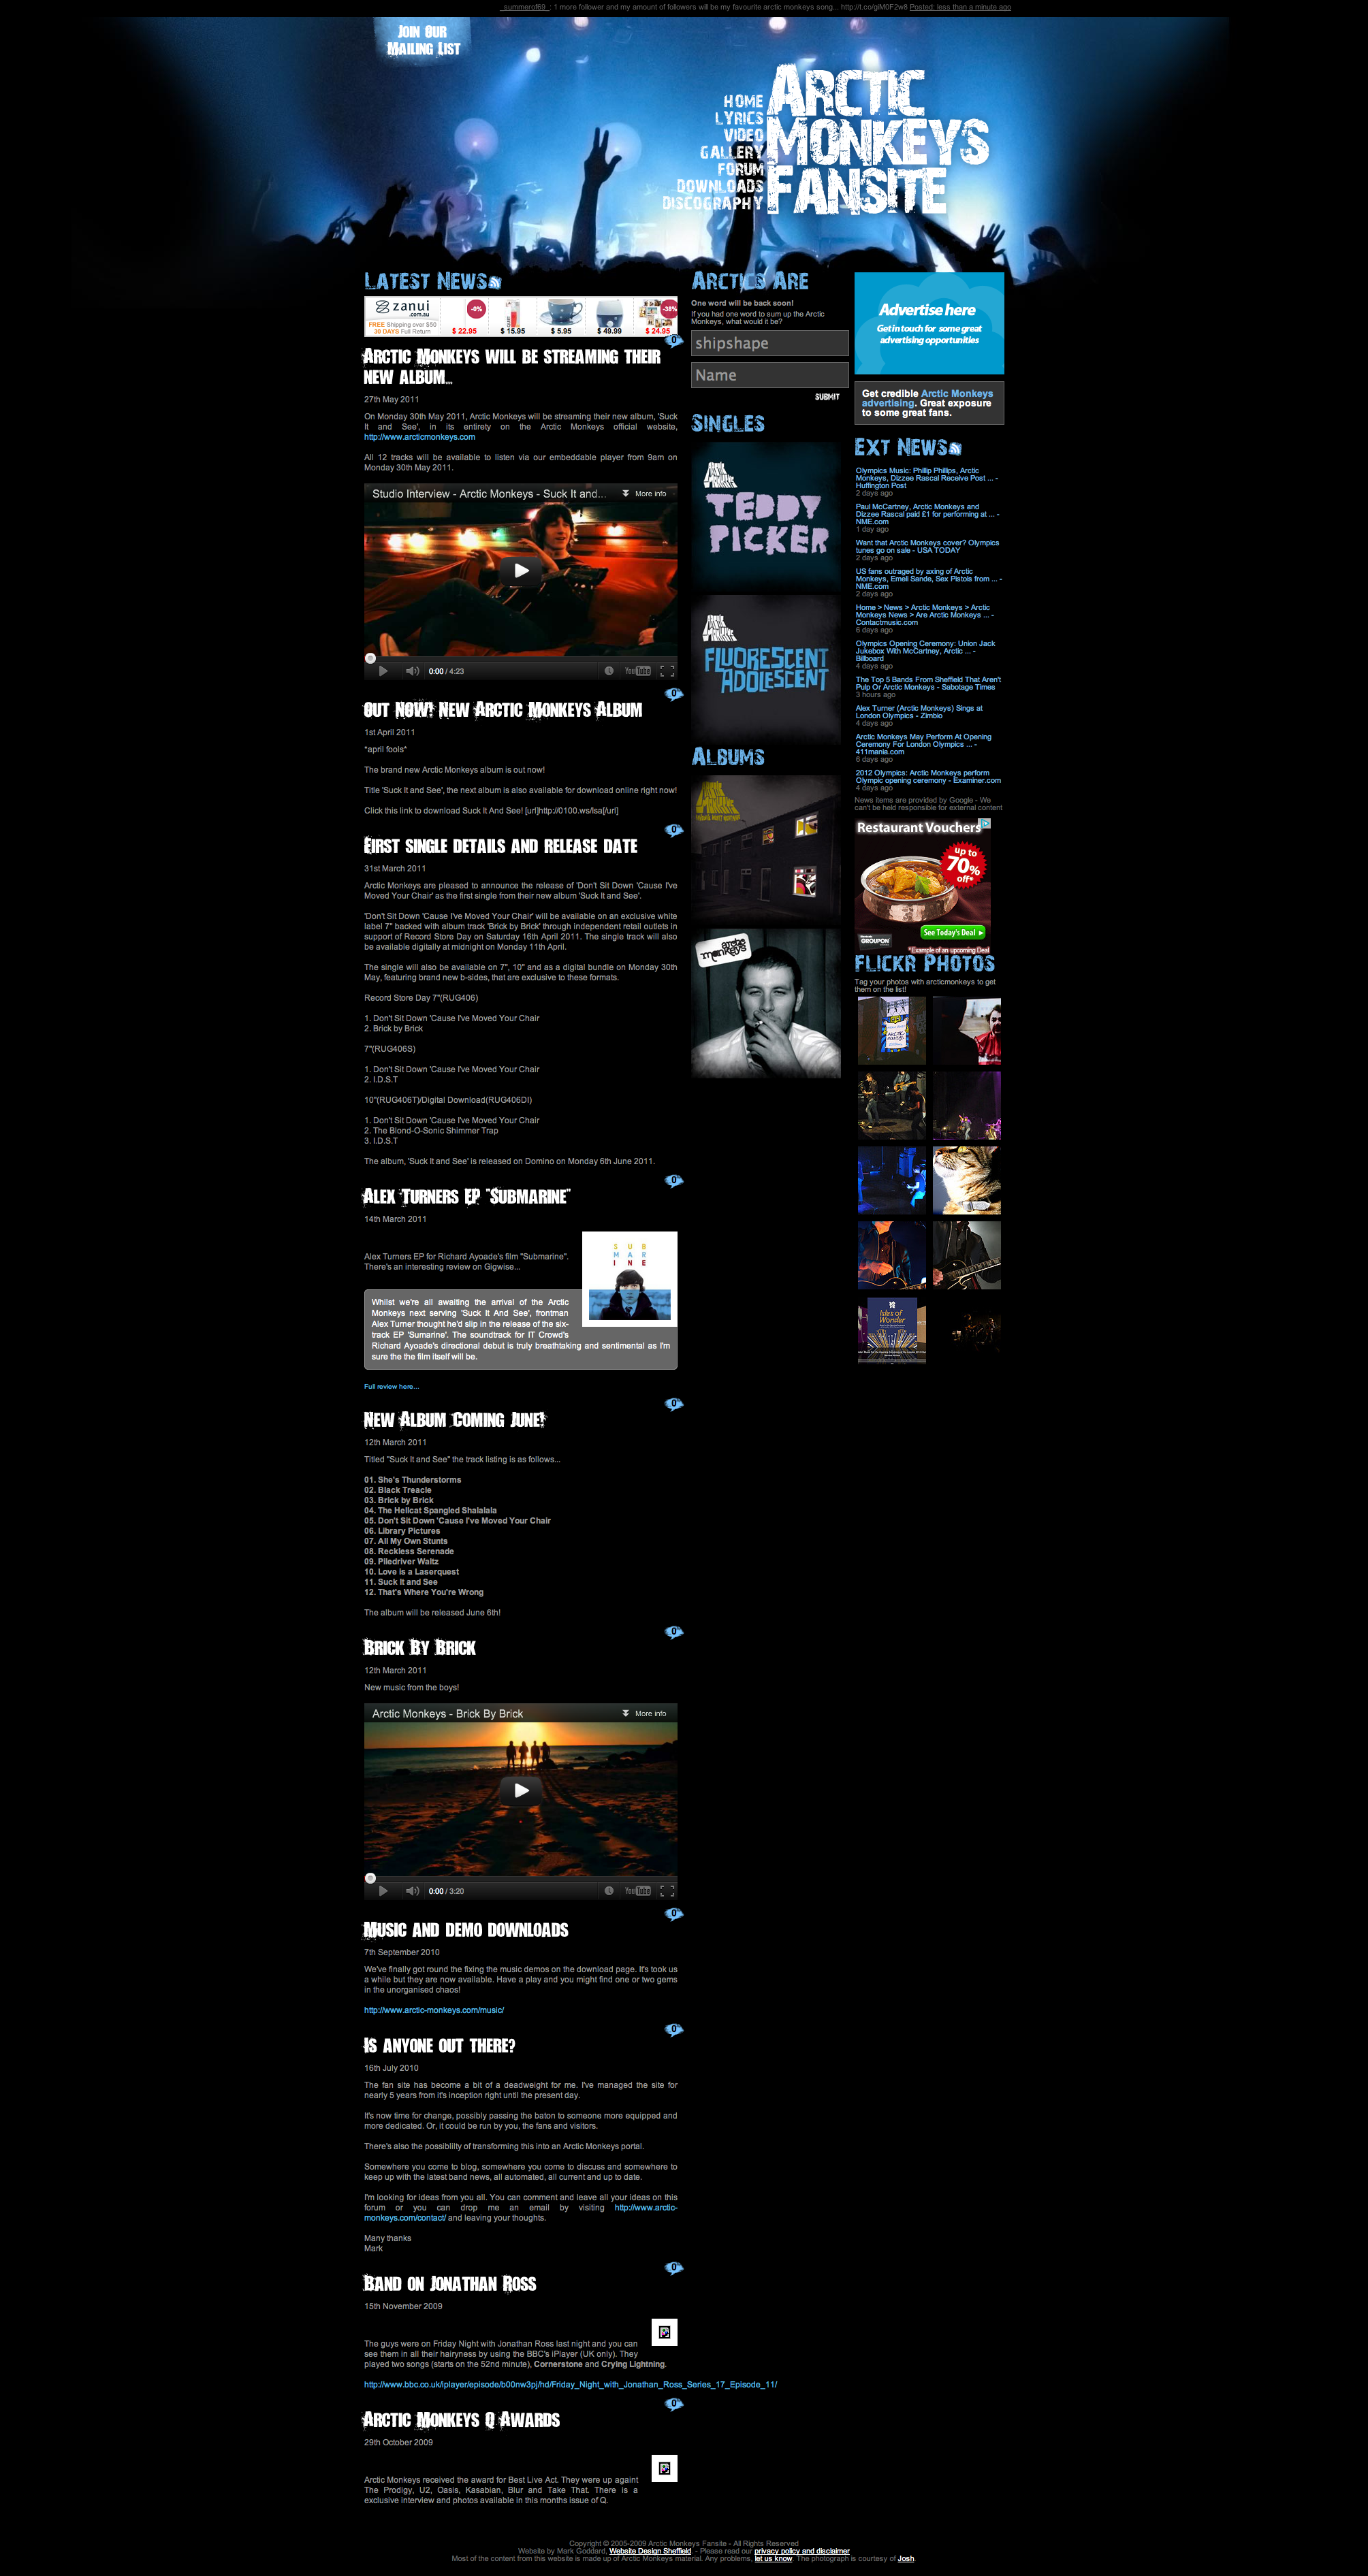 _summerof69_: 1 more follower and my amount of followers will be my favourite arctic monkeys song... http://t.co/giM0F2w8 Posted: less than a minute ago
Join Our
Mailing List
Home
Lyrics
Video
Gallery
Forum
Downloads
Discography
Arctic
Monkeys
Fansite
Latest News
zanui
.com.au
FREE Shipping over $50
30 DAYS Full Return
-0%
-38%
$ 22.95
$ 15.95
$ 5.95
$ 49.99
$ 24.95
0
Arctic Monkeys will be streaming their
new album...
27th May 2011
On Monday 30th May 2011, Arctic Monkeys will be streaming their new album, 'Suck
It and See', in its entirety on the Arctic Monkeys official website,
http://www.arcticmonkeys.com
All 12 tracks will be available to listen via our embeddable player from 9am on
Monday 30th May 2011.
Studio Interview - Arctic Monkeys - Suck It and...
More info
0:00 / 4:23
YouTube
0
Out NOW! New Arctic Monkeys Album
1st April 2011
*april fools*
The brand new Arctic Monkeys album is out now!
Title 'Suck It and See', the next album is also available for download online right now!
Click this link to download Suck It And See! [url]http://0100.ws/lsa[/url]
0
First single details and release date
31st March 2011
Arctic Monkeys are pleased to announce the release of 'Don't Sit Down 'Cause I've
Moved Your Chair' as the first single from their new album 'Suck It and See'.
'Don't Sit Down 'Cause I've Moved Your Chair' will be available on an exclusive white
label 7" backed with album track 'Brick by Brick' through independent retail outlets in
support of Record Store Day on Saturday 16th April 2011. The single track will also
be available digitally at midnight on Monday 11th April.
The single will also be available on 7", 10" and as a digital bundle on Monday 30th
May, featuring brand new b-sides, that are exclusive to these formats.
Record Store Day 7"(RUG406)
1. Don't Sit Down 'Cause I've Moved Your Chair
2. Brick by Brick
7"(RUG406S)
1. Don't Sit Down 'Cause I've Moved Your Chair
2. I.D.S.T
10"(RUG406T)/Digital Download(RUG406DI)
1. Don't Sit Down 'Cause I've Moved Your Chair
2. The Blond-O-Sonic Shimmer Trap
3. I.D.S.T
The album, 'Suck It and See' is released on Domino on Monday 6th June 2011.
0
Alex Turners EP "Submarine"
14th March 2011
Alex Turners EP for Richard Ayoade's film "Submarine".
There's an interesting review on Gigwise...
SUB
MAR
INE
Whilst we're all awaiting the arrival of the Arctic
Monkeys next serving 'Suck It And See', frontman
Alex Turner thought he'd slip in the release of the six-
track EP 'Sumarine'. The soundtrack for IT Crowd's
Richard Ayoade's directional debut is truly breathtaking and sentimental as I'm
sure the film itself will be.
Full review here...
0
New Album Coming June!
12th March 2011
Titled "Suck It and See" the track listing is as follows...
01. She's Thunderstorms
02. Black Treacle
03. Brick by Brick
04. The Hellcat Spangled Shalalala
05. Don't Sit Down 'Cause I've Moved Your Chair
06. Library Pictures
07. All My Own Stunts
08. Reckless Serenade
09. Piledriver Waltz
10. Love is a Laserquest
11. Suck It and See
12. That's Where You're Wrong
The album will be released June 6th!
0
Brick By Brick
12th March 2011
New music from the boys!
Arctic Monkeys - Brick By Brick
More info
0:00 / 3:20
YouTube
0
Music and demo downloads
7th September 2010
We've finally got round the fixing the music demos on the download page. It's took us
a while but they are now available. Have a play and you might find one or two gems
in the unorganised chaos!
http://www.arctic-monkeys.com/music/
0
Is anyone out there?
16th July 2010
The fan site has become a bit of a deadweight for me. I've managed the site for
nearly 5 years from it's inception right until the present day.
It's now time for change, possibly passing the baton to someone more equipped and
more dedicated. Or, it could be run by you, the fans and visitors.
There's also the possiblilty of transforming this into an Arctic Monkeys portal.
Somewhere you come to blog, somewhere you come to discuss and somewhere to
keep up with the latest band news, all automated, all current and up to date.
I'm looking for ideas from you all. You can comment and leave all your ideas on this
forum or you can drop me an email by visiting http://www.arctic-
monkeys.com/contact/ and leaving your thoughts.
Many thanks
Mark
0
Band on Jonathan Ross
15th November 2009
The guys were on Friday Night with Jonathan Ross last night and you can
see them in all their hairyness by using the BBC's iPlayer (UK only). They
played two songs (starts on the 52nd minute), Cornerstone and Crying Lightning.
http://www.bbc.co.uk/iplayer/episode/b00nw3pj/hd/Friday_Night_with_Jonathan_Ross_Series_17_Episode_11/
0
Arctic Monkeys Q Awards
29th October 2009
Arctic Monkeys received the award for Best Live Act. They were up againt
The Prodigy, U2, Oasis, Kasabian, Blur and Take That. There is a
exclusive interview and photos available in this months issue of Q.
Arctics Are
One word will be back soon!
If you had one word to sum up the Arctic
Monkeys, what would it be?
shipshape
Name
Submit
Singles
Arctic Monkeys
TEDDY
PICKER
Arctic Monkeys
FLUORESCENT
ADOLESCENT
Albums
arctic
monkeys
Advertise here
Get in touch for some great
advertising opportunities
Get credible Arctic Monkeys
advertising. Great exposure
to some great fans.
Ext News
Olympics Music: Phillip Phillips, Arctic
Monkeys, Dizzee Rascal Receive Post ... -
Huffington Post
2 days ago
Paul McCartney, Arctic Monkeys and
Dizzee Rascal paid £1 for performing at ... -
NME.com
1 day ago
Want that Arctic Monkeys cover? Olympics
tunes go on sale - USA TODAY
2 days ago
US fans outraged by axing of Arctic
Monkeys, Emeli Sande, Sex Pistols from ... -
NME.com
2 days ago
Home > News > Arctic Monkeys > Arctic
Monkeys News > Are Arctic Monkeys ... -
Contactmusic.com
6 days ago
Olympics Opening Ceremony: Union Jack
Jukebox With McCartney, Arctic ... -
Billboard
4 days ago
The Top 5 Bands From Sheffield That Aren't
Pulp Or Arctic Monkeys - Sabotage Times
3 hours ago
Alex Turner (Arctic Monkeys) Sings at
London Olympics - Zimbio
4 days ago
Arctic Monkeys May Perform At Opening
Ceremony For London Olympics ... -
411mania.com
6 days ago
2012 Olympics: Arctic Monkeys perform
Olympic opening ceremony - Examiner.com
4 days ago
News items are provided by Google - We
can't be held responsible for external content
Restaurant Vouchers
up to
70%
off*
See Today's Deal
GROUPON
*Example of an upcoming Deal
Flickr Photos
Tag your photos with arcticmonkeys to get
them on the list!
Isles of
Wonder
Copyright © 2005-2009 Arctic Monkeys Fansite - All Rights Reserved
Website by Mark Goddard, Website Design Sheffield. - Please read our privacy policy and disclaimer
Most of the content from this website is made up of Arctic Monkeys material. Any problems, let us know. The photograph is courtesy of Josh.